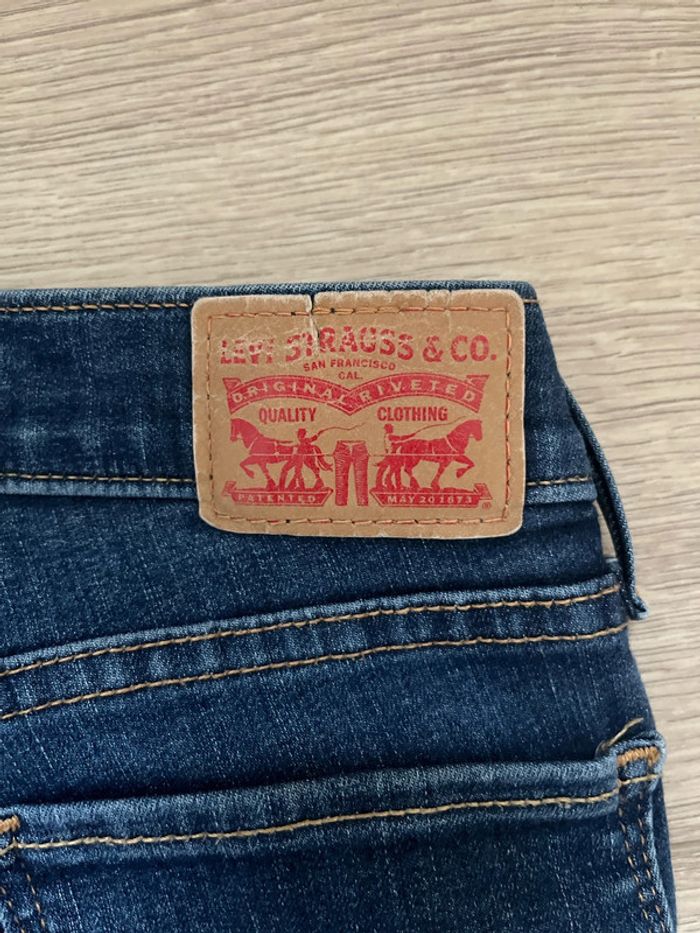 LEVI STRAUSS & CO.
SAN FRANCISCO
CAL.
ORIGINAL RIVETED
QUALITY CLOTHING
PATENTED MAY 20 1873
®